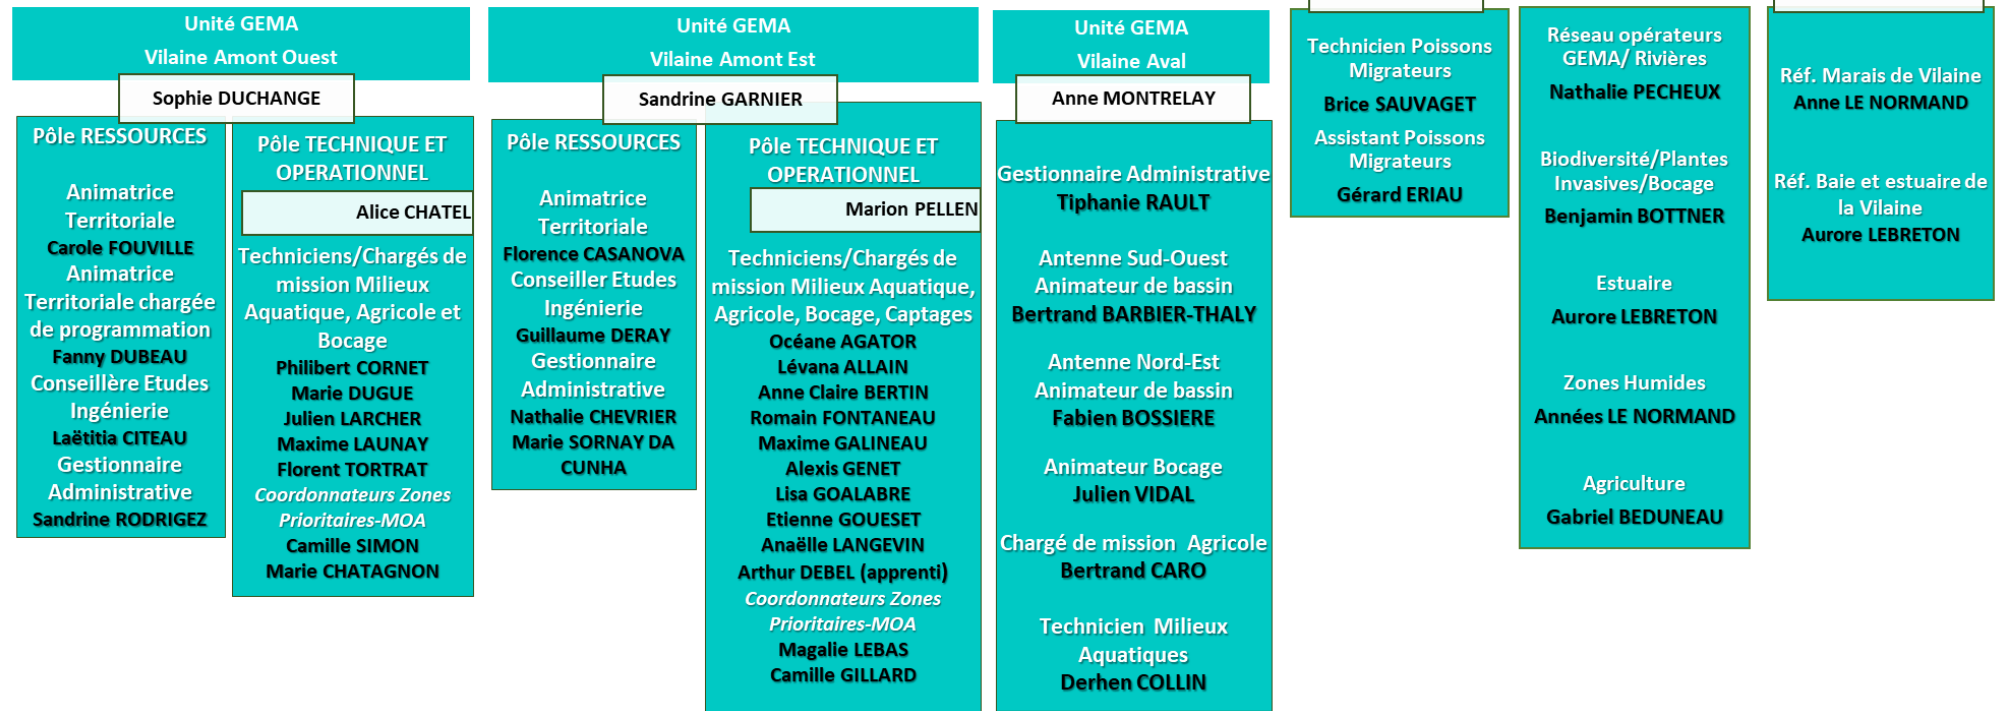 Unité GEMA
Vilaine Amont Ouest
Sophie DUCHANGE
Pôle RESSOURCES
Animatrice
Territoriale
Carole FOUVILLE
Animatrice
Territoriale chargée
de programmation
Fanny DUBEAU
Conseillère Etudes
Ingénierie
Laëtitia CITEAU
Gestionnaire
Administrative
Sandrine RODRIGEZ
Pôle TECHNIQUE ET
OPERATIONNEL
Alice CHATEL
Techniciens/Chargés de
mission Milieux
Aquatique, Agricole et
Bocage
Philibert CORNET
Marie DUGUE
Julien LARCHER
Maxime LAUNAY
Florent TORTRAT
Coordonnateurs Zones
Prioritaires-MOA
Camille SIMON
Marie CHATAGNON
Unité GEMA
Vilaine Amont Est
Sandrine GARNIER
Pôle RESSOURCES
Animatrice
Territoriale
Florence CASANOVA
Conseiller Etudes
Ingénierie
Guillaume DERAY
Gestionnaire
Administrative
Nathalie CHEVRIER
Marie SORNAY DA
CUNHA
Pôle TECHNIQUE ET
OPERATIONNEL
Marion PELLEN
Techniciens/Chargés de
mission Milieux Aquatique,
Agricole, Bocage, Captages
Océane AGATOR
Lévana ALLAIN
Anne Claire BERTIN
Romain FONTANEAU
Maxime GALINEAU
Alexis GENET
Lisa GOALABRE
Etienne GOUESET
Anaëlle LANGEVIN
Arthur DEBEL (apprenti)
Coordonnateurs Zones
Prioritaires-MOA
Magalie LEBAS
Camille GILLARD
Unité GEMA
Vilaine Aval
Anne MONTRELAY
Gestionnaire Administrative
Tiphanie RAULT
Antenne Sud-Ouest
Animateur de bassin
Bertrand BARBIER-THALY
Antenne Nord-Est
Animateur de bassin
Fabien BOSSIERE
Animateur Bocage
Julien VIDAL
Chargé de mission Agricole
Bertrand CARO
Technicien Milieux
Aquatiques
Derhen COLLIN
Technicien Poissons
Migrateurs
Brice SAUVAGET
Assistant Poissons
Migrateurs
Gérard ERIAU
Réseau opérateurs
GEMA/ Rivières
Nathalie PECHEUX
Biodiversité/Plantes
Invasives/Bocage
Benjamin BOTTNER
Estuaire
Aurore LEBRETON
Zones Humides
Années LE NORMAND
Agriculture
Gabriel BEDUNEAU
Réf. Marais de Vilaine
Anne LE NORMAND
Réf. Baie et estuaire de
la Vilaine
Aurore LEBRETON